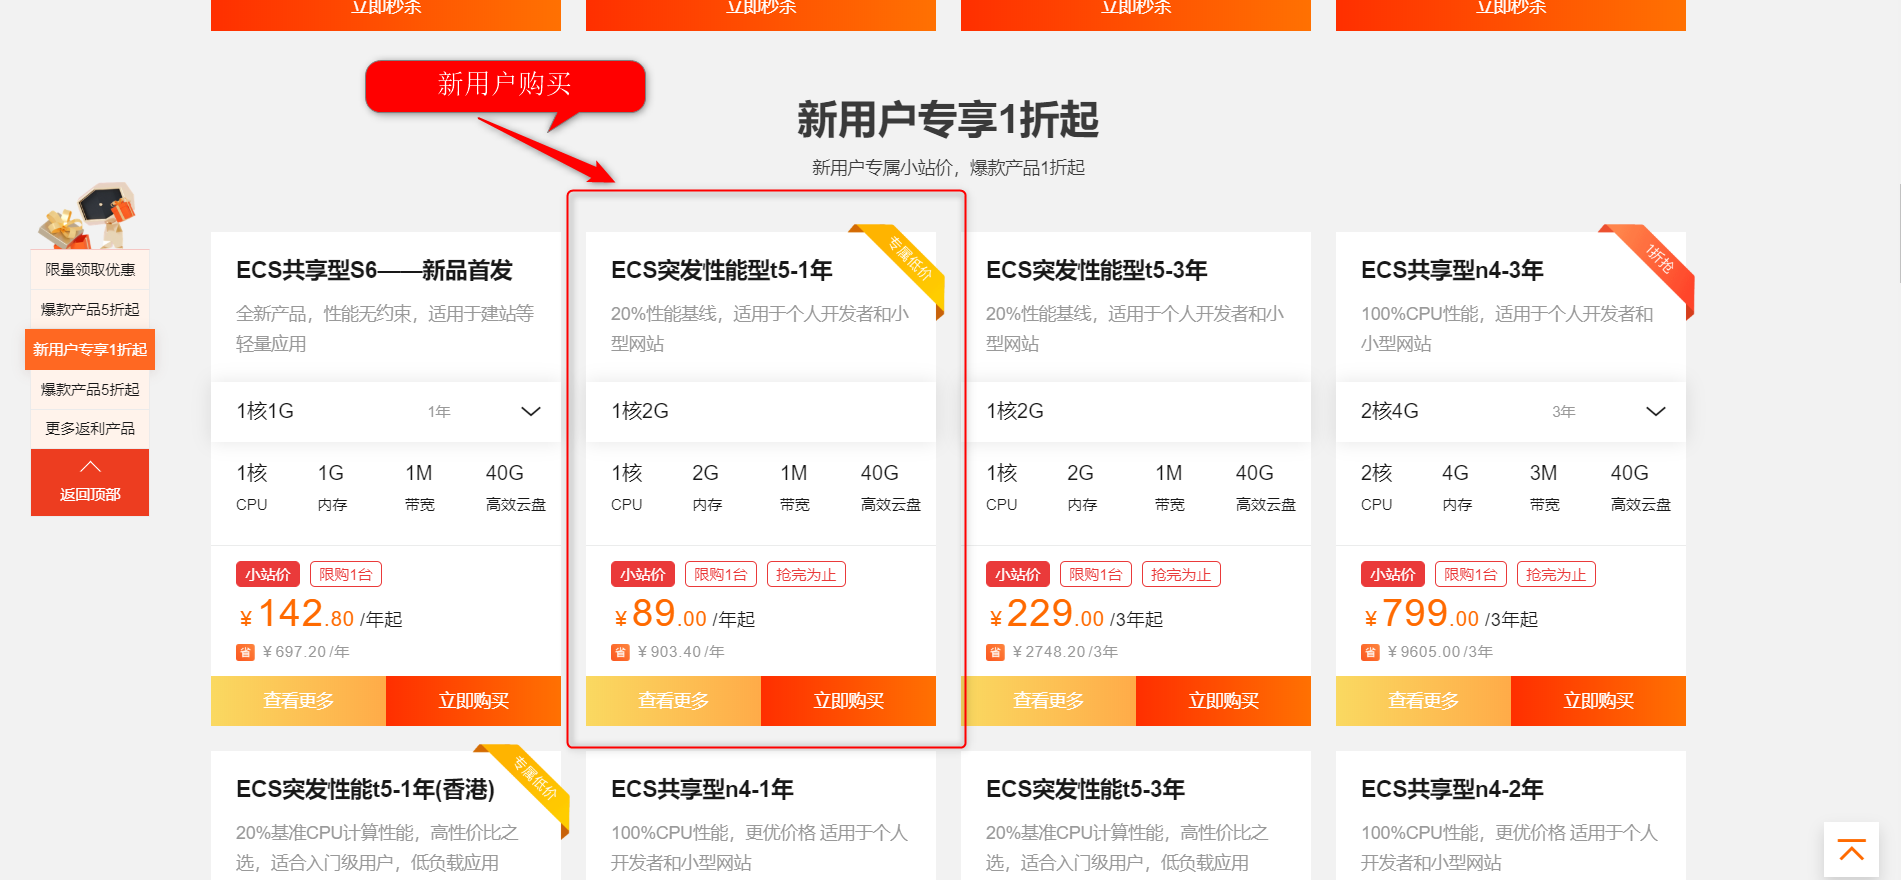 立即秒杀
立即秒杀
立即秒杀
立即秒杀
新用户购买
新用户专享1折起
新用户专属小站价，爆款产品1折起
限量领取优惠
爆款产品5折起
新用户专享1折起
爆款产品5折起
更多返利产品
返回顶部
ECS共享型S6——新品首发
全新产品，性能无约束，适用于建站等
轻量应用
1核1G 1年
1核 1G 1M 40G
CPU 内存 带宽 高效云盘
小站价 限购1台
¥142.80 /年起
省 ¥697.20/年
查看更多 立即购买
专属低价
ECS突发性能型t5-1年
20%性能基线，适用于个人开发者和小
型网站
1核2G
1核 2G 1M 40G
CPU 内存 带宽 高效云盘
小站价 限购1台 抢完为止
¥89.00 /年起
省 ¥903.40/年
查看更多 立即购买
ECS突发性能型t5-3年
20%性能基线，适用于个人开发者和小
型网站
1核2G
1核 2G 1M 40G
CPU 内存 带宽 高效云盘
小站价 限购1台 抢完为止
¥229.00 /3年起
省 ¥2748.20/3年
查看更多 立即购买
1折抢
ECS共享型n4-3年
100%CPU性能，适用于个人开发者和
小型网站
2核4G 3年
2核 4G 3M 40G
CPU 内存 带宽 高效云盘
小站价 限购1台 抢完为止
¥799.00 /3年起
省 ¥9605.00/3年
查看更多 立即购买
专属低价
ECS突发性能t5-1年(香港)
20%基准CPU计算性能，高性价比之
选，适合入门级用户，低负载应用
ECS共享型n4-1年
100%CPU性能，更优价格 适用于个人
开发者和小型网站
ECS突发性能t5-3年
20%基准CPU计算性能，高性价比之
选，适合入门级用户，低负载应用
ECS共享型n4-2年
100%CPU性能，更优价格 适用于个人
开发者和小型网站